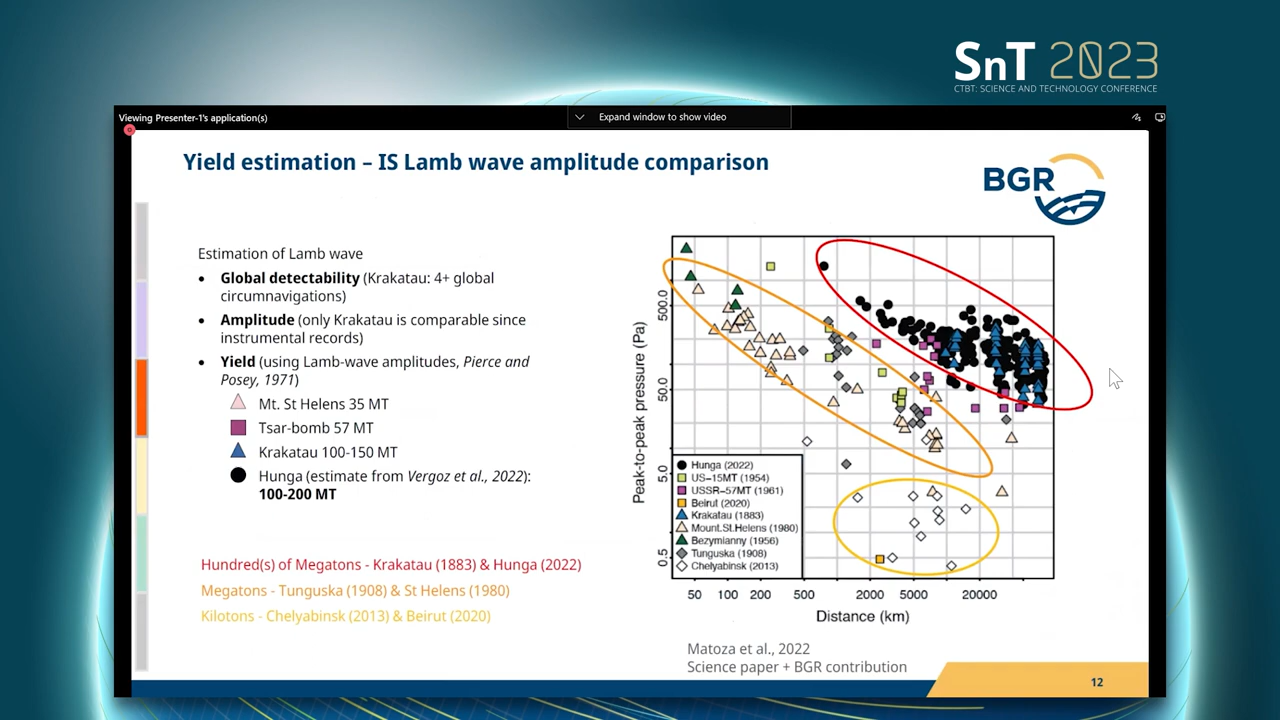 SnT 2023
CTBT: SCIENCE AND TECHNOLOGY CONFERENCE
Viewing Presenter-1's application(s)
Expand window to show video
Yield estimation – IS Lamb wave amplitude comparison
BGR
Estimation of Lamb wave
• Global detectability (Krakatau: 4+ global
circumnavigations)
• Amplitude (only Krakatau is comparable since
instrumental records)
• Yield (using Lamb-wave amplitudes, Pierce and
Posey, 1971)
Mt. St Helens 35 MT
Tsar-bomb 57 MT
Krakatau 100-150 MT
Hunga (estimate from Vergoz et al., 2022):
100-200 MT
Hundred(s) of Megatons - Krakatau (1883) & Hunga (2022)
Megatons - Tunguska (1908) & St Helens (1980)
Kilotons - Chelyabinsk (2013) & Beirut (2020)
Peak-to-peak pressure (Pa)
500.0
50.0
5.0
0.5
Hunga (2022)
US-15MT (1954)
USSR-57MT (1961)
Beirut (2020)
Krakatau (1883)
Mount.St.Helens (1980)
Bezymianny (1956)
Tunguska (1908)
Chelyabinsk (2013)
50 100 200 500 2000 5000 20000
Distance (km)
Matoza et al., 2022
Science paper + BGR contribution
12